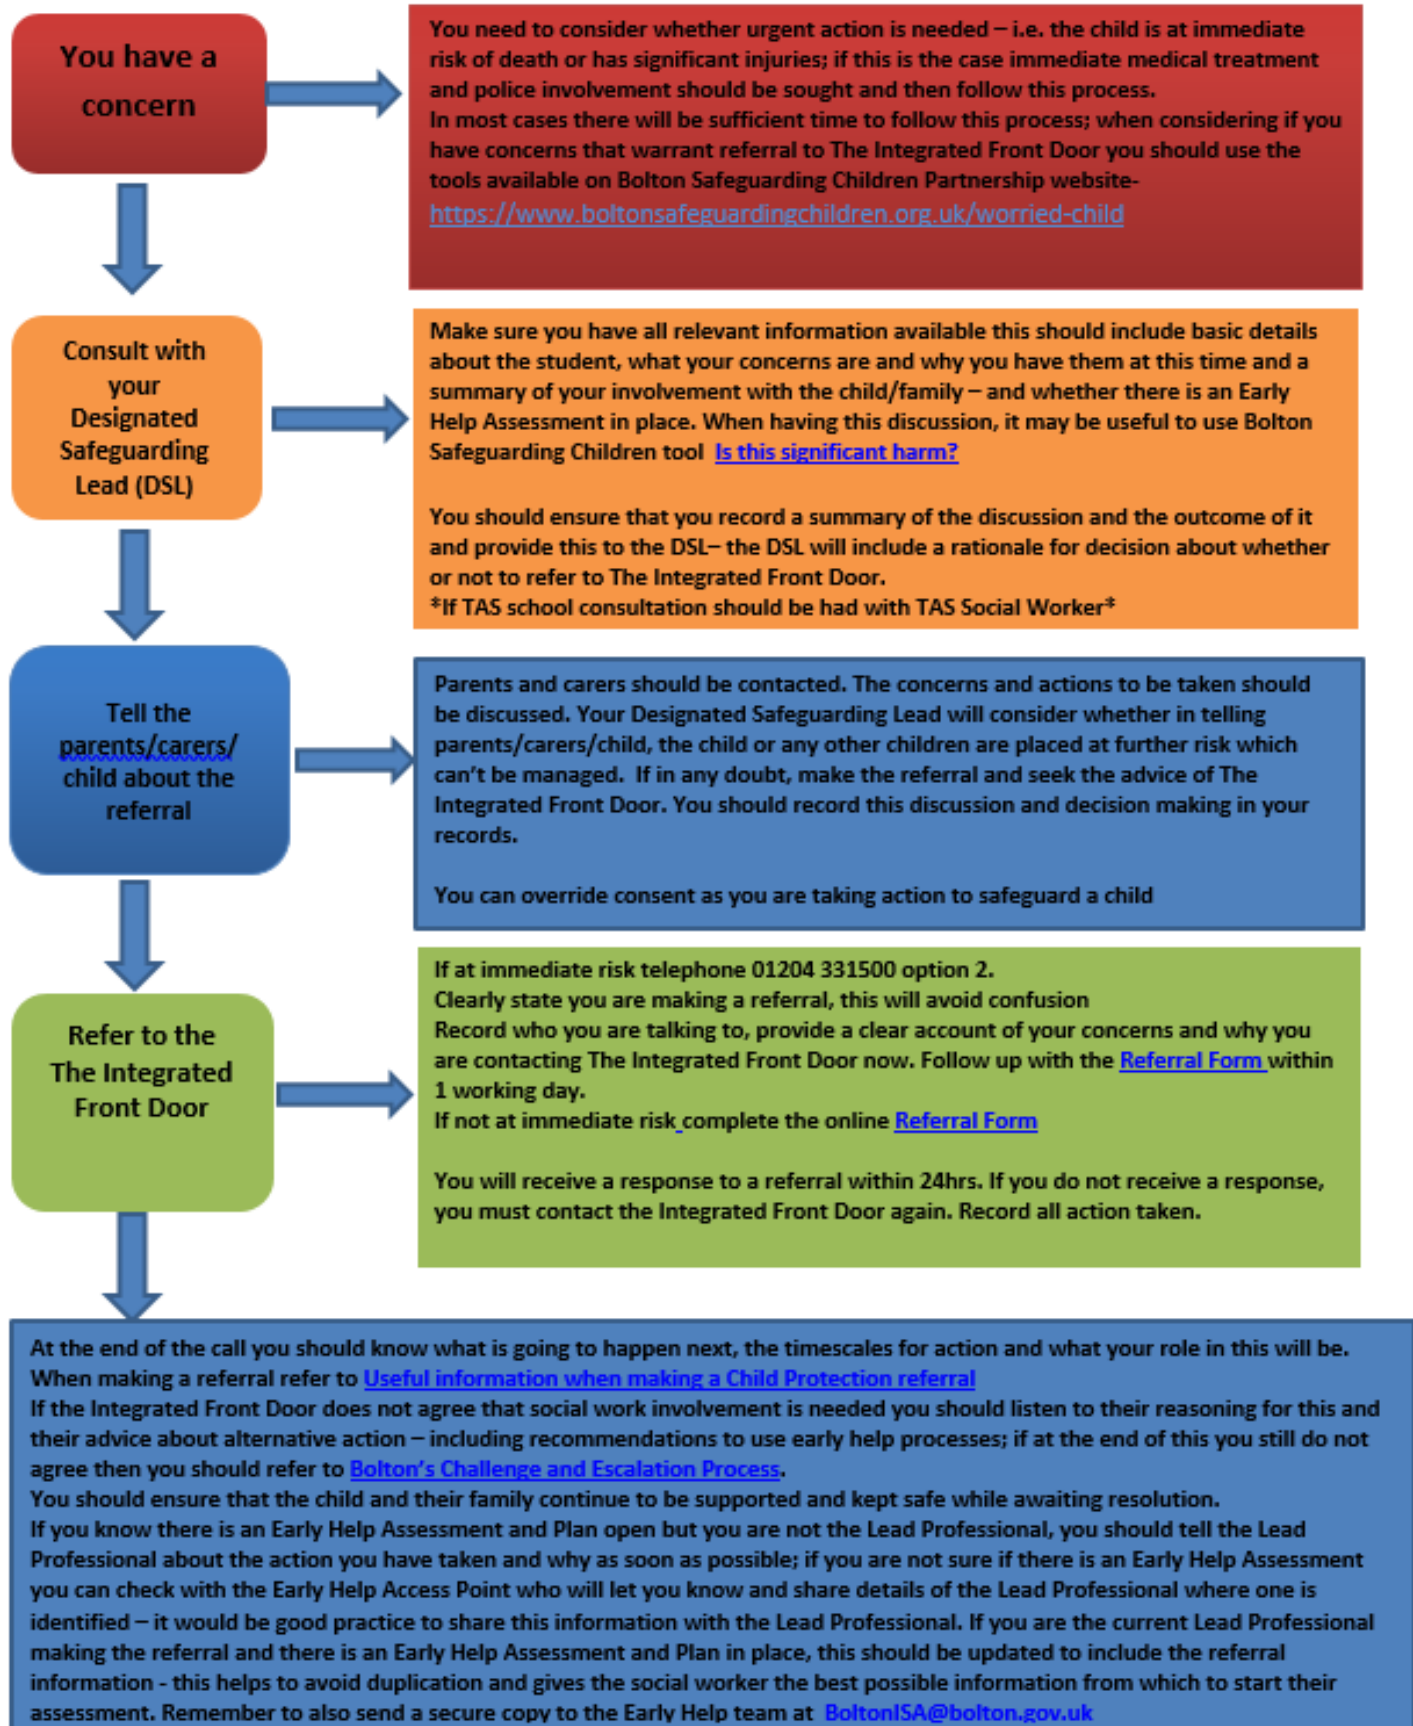 You have a
concern
You need to consider whether urgent action is needed – i.e. the child is at immediate
risk of death or has significant injuries; if this is the case immediate medical treatment
and police involvement should be sought and then follow this process.
In most cases there will be sufficient time to follow this process; when considering if you
have concerns that warrant referral to The Integrated Front Door you should use the
tools available on Bolton Safeguarding Children Partnership website-
https://www.boltonsafeguardingchildren.org.uk/worried-child
Consult with
your
Designated
Safeguarding
Lead (DSL)
Make sure you have all relevant information available this should include basic details
about the student, what your concerns are and why you have them at this time and a
summary of your involvement with the child/family – and whether there is an Early
Help Assessment in place. When having this discussion, it may be useful to use Bolton
Safeguarding Children tool Is this significant harm?
You should ensure that you record a summary of the discussion and the outcome of it
and provide this to the DSL– the DSL will include a rationale for decision about whether
or not to refer to The Integrated Front Door.
*If TAS school consultation should be had with TAS Social Worker*
Tell the
parents/carers/
child about the
referral
Parents and carers should be contacted. The concerns and actions to be taken should
be discussed. Your Designated Safeguarding Lead will consider whether in telling
parents/carers/child, the child or any other children are placed at further risk which
can't be managed. If in any doubt, make the referral and seek the advice of The
Integrated Front Door. You should record this discussion and decision making in your
records.
You can override consent as you are taking action to safeguard a child
Refer to the
The Integrated
Front Door
If at immediate risk telephone 01204 331500 option 2.
Clearly state you are making a referral, this will avoid confusion
Record who you are talking to, provide a clear account of your concerns and why you
are contacting The Integrated Front Door now. Follow up with the Referral Form within
1 working day.
If not at immediate risk complete the online Referral Form
You will receive a response to a referral within 24hrs. If you do not receive a response,
you must contact the Integrated Front Door again. Record all action taken.
At the end of the call you should know what is going to happen next, the timescales for action and what your role in this will be.
When making a referral refer to Useful information when making a Child Protection referral
If the Integrated Front Door does not agree that social work involvement is needed you should listen to their reasoning for this and
their advice about alternative action – including recommendations to use early help processes; if at the end of this you still do not
agree then you should refer to Bolton's Challenge and Escalation Process.
You should ensure that the child and their family continue to be supported and kept safe while awaiting resolution.
If you know there is an Early Help Assessment and Plan open but you are not the Lead Professional, you should tell the Lead
Professional about the action you have taken and why as soon as possible; if you are not sure if there is an Early Help Assessment
you can check with the Early Help Access Point who will let you know and share details of the Lead Professional where one is
identified – it would be good practice to share this information with the Lead Professional. If you are the current Lead Professional
making the referral and there is an Early Help Assessment and Plan in place, this should be updated to include the referral
information - this helps to avoid duplication and gives the social worker the best possible information from which to start their
assessment. Remember to also send a secure copy to the Early Help team at BoltonISA@bolton.gov.uk